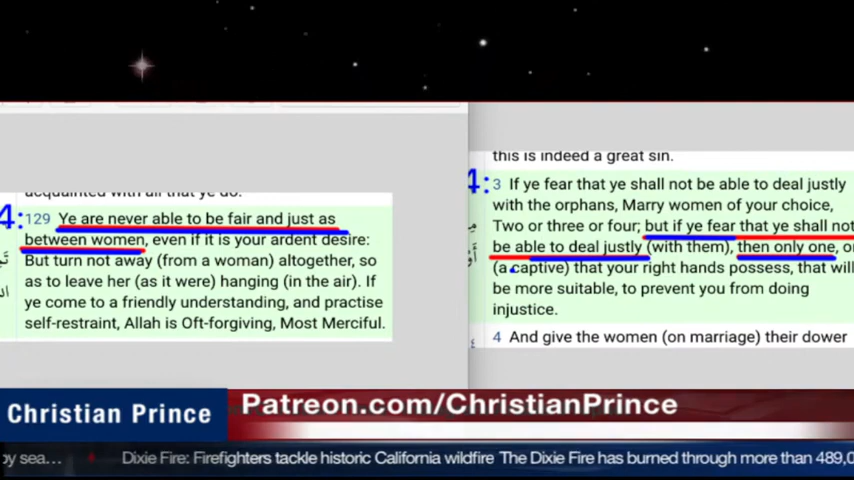 acquainted with all that ye do.
4:129 Ye are never able to be fair and just as
between women, even if it is your ardent desire:
But turn not away (from a woman) altogether, so
as to leave her (as it were) hanging (in the air). If
ye come to a friendly understanding, and practise
self-restraint, Allah is Oft-forgiving, Most Merciful.
this is indeed a great sin.
4:3 If ye fear that ye shall not be able to deal justly
with the orphans, Marry women of your choice,
Two or three or four; but if ye fear that ye shall not
be able to deal justly (with them), then only one, or
(a captive) that your right hands possess, that will
be more suitable, to prevent you from doing
injustice.
4 And give the women (on marriage) their dower
Christian Prince
Patreon.com/ChristianPrince
by sea... Dixie Fire: Firefighters tackle historic California wildfire The Dixie Fire has burned through more than 489,0